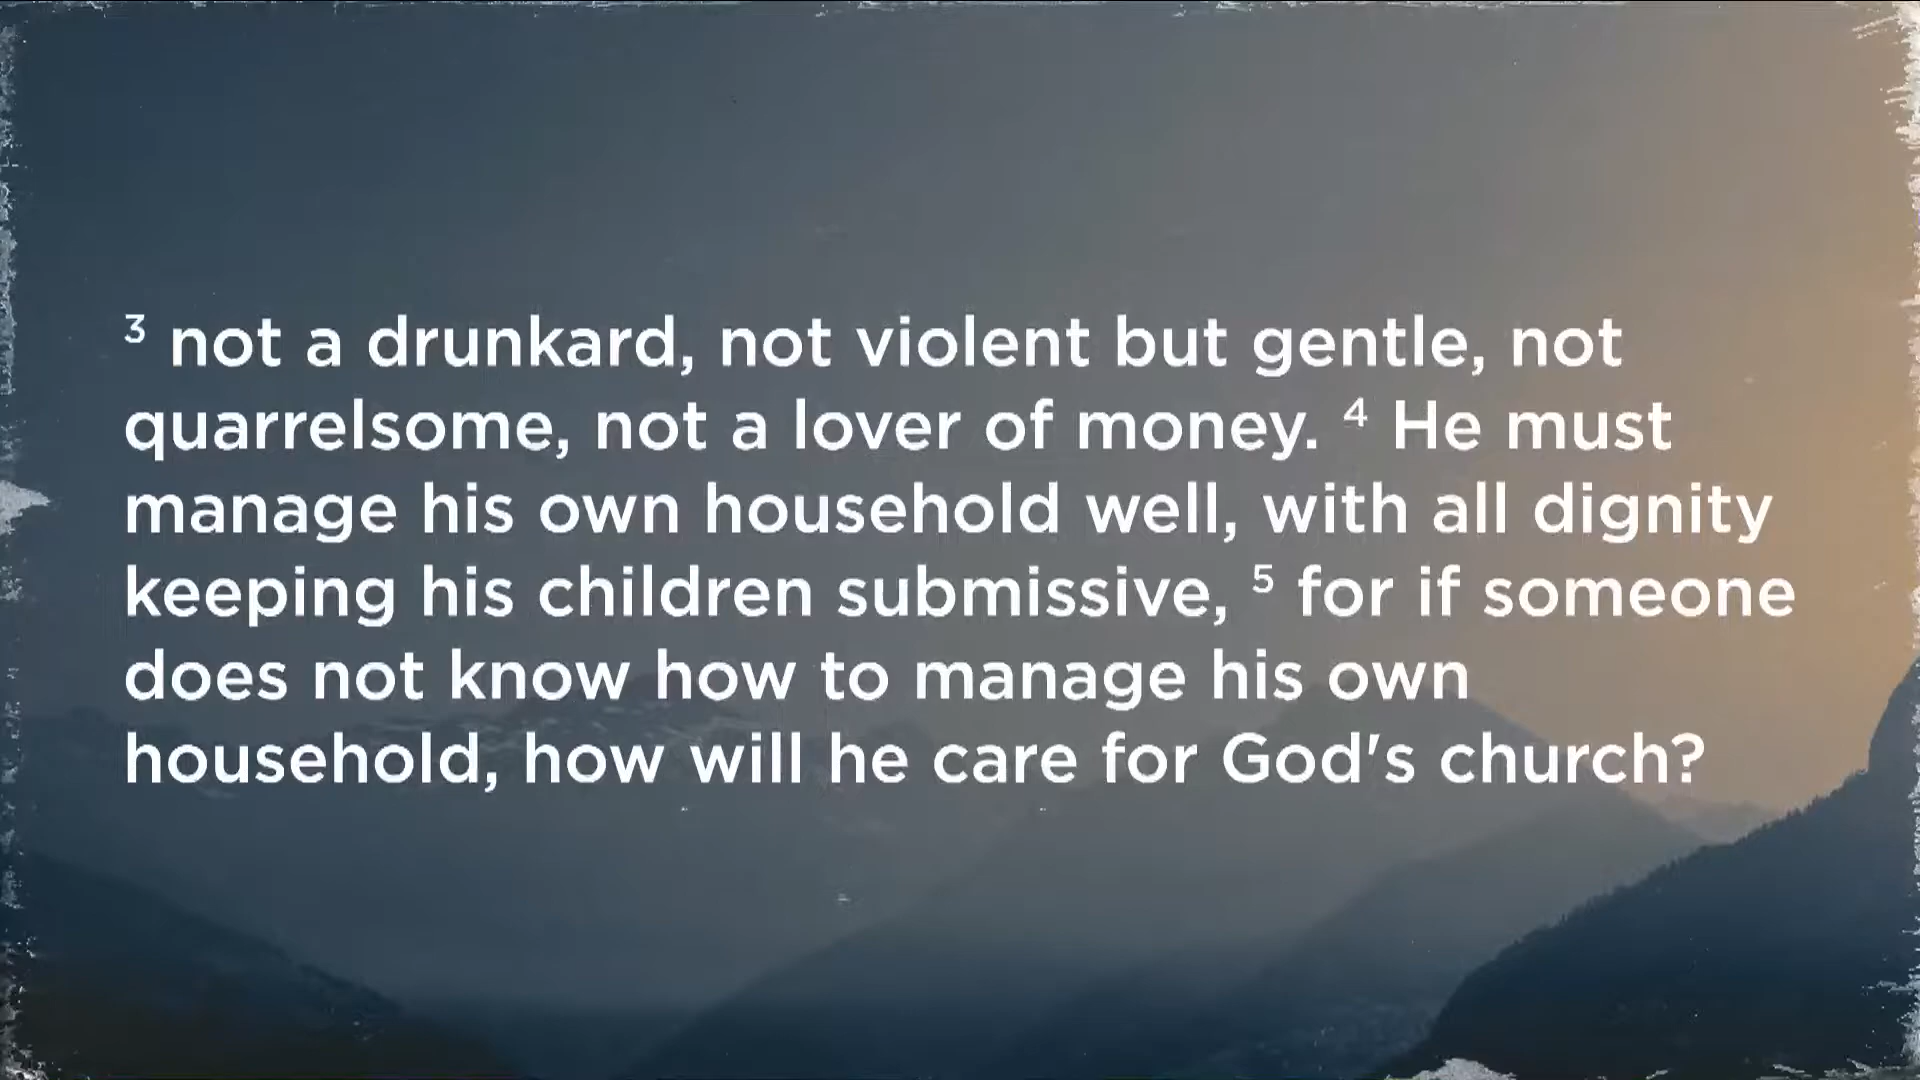 3 not a drunkard, not violent but gentle, not
quarrelsome, not a lover of money. 4 He must
manage his own household well, with all dignity
keeping his children submissive, 5 for if someone
does not know how to manage his own
household, how will he care for God's church?